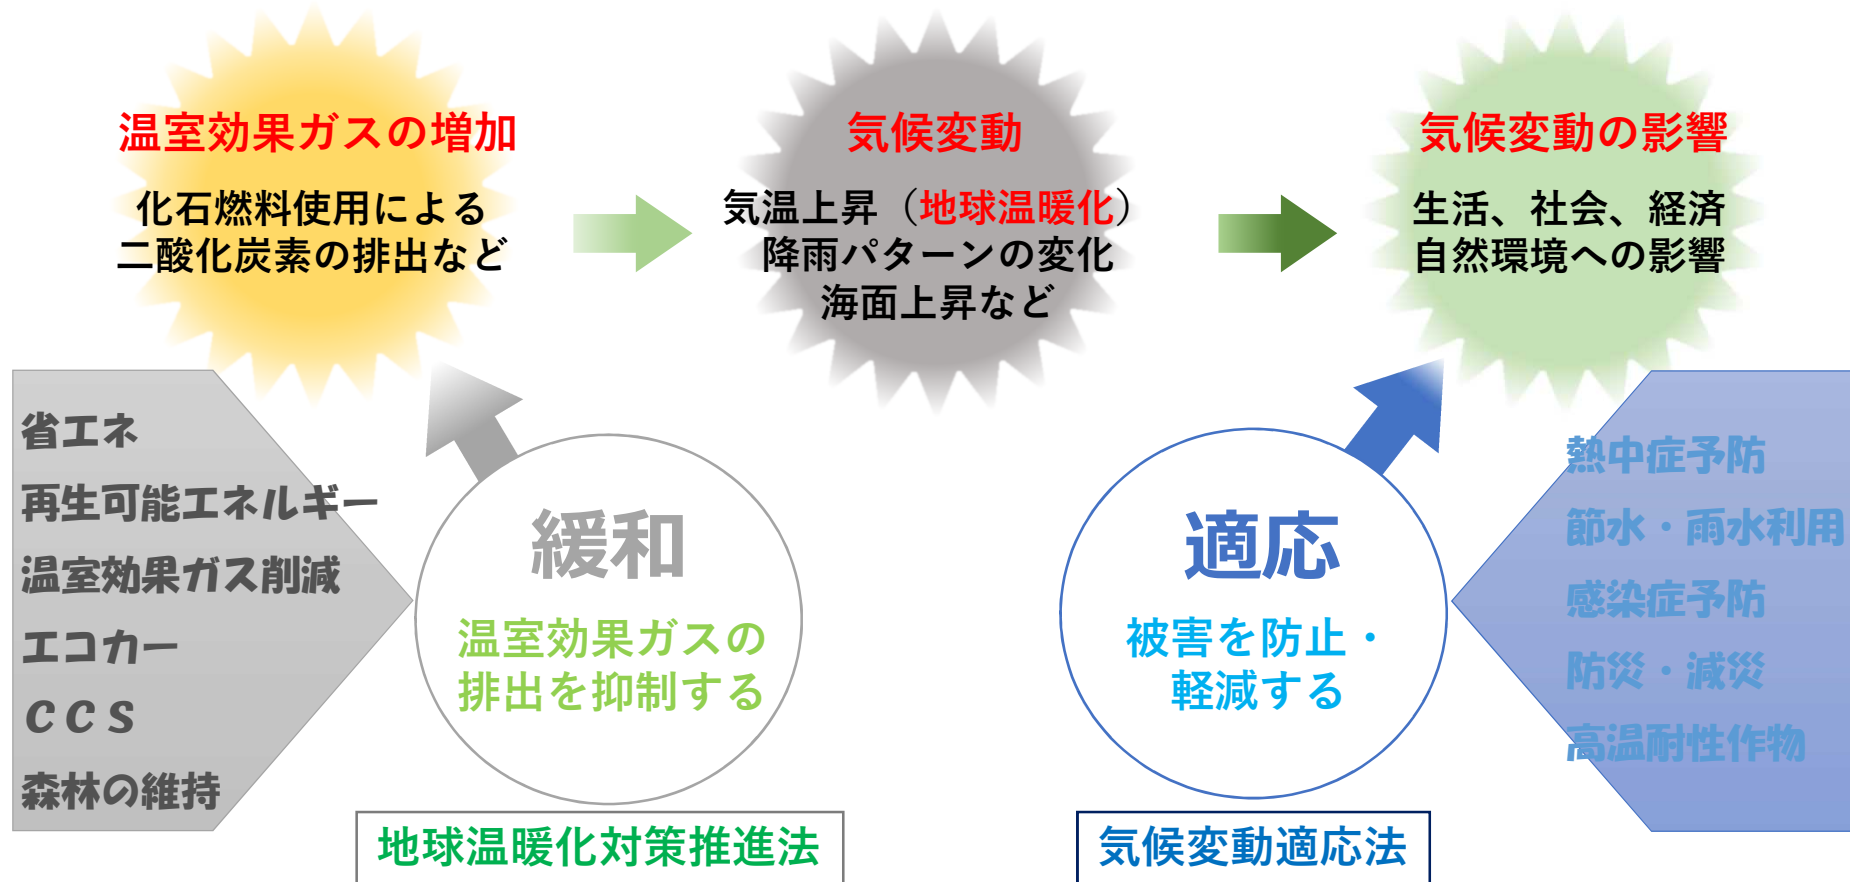 温室効果ガスの増加
化石燃料使用による
二酸化炭素の排出など
気候変動
気温上昇（地球温暖化）
降雨パターンの変化
海面上昇など
気候変動の影響
生活、社会、経済
自然環境への影響
省エネ
再生可能エネルギー
温室効果ガス削減
エコカー
ＣＣＳ
森林の維持
緩和
温室効果ガスの
排出を抑制する
地球温暖化対策推進法
適応
被害を防止・
軽減する
気候変動適応法
熱中症予防
節水・雨水利用
感染症予防
防災・減災
高温耐性作物